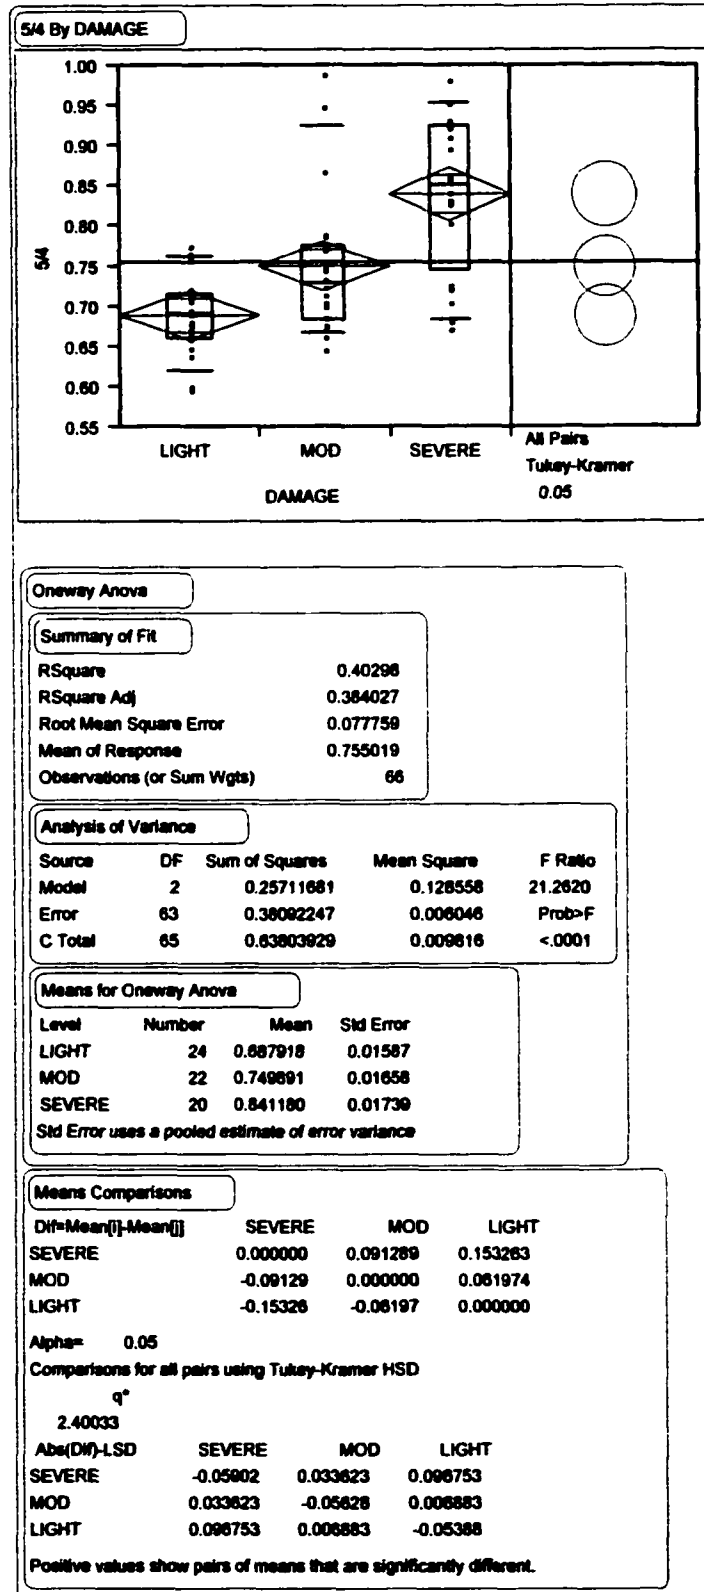 5/4 By DAMAGE
1.00
0.95
0.90
0.85
0.80
0.75
0.70
0.65
0.60
0.55
5/4
LIGHT MOD SEVERE
DAMAGE
All Pairs
Tukey-Kramer
0.05
Oneway Anova
Summary of Fit
RSquare 0.40298
RSquare Adj 0.384027
Root Mean Square Error 0.077759
Mean of Response 0.755019
Observations (or Sum Wgts) 66
Analysis of Variance
Source DF Sum of Squares Mean Square F Ratio
Model 2 0.25711681 0.128558 21.2620
Error 63 0.38092247 0.006046 Prob>F
C Total 65 0.63803929 0.009816 <.0001
Means for Oneway Anova
Level Number Mean Std Error
LIGHT 24 0.687918 0.01587
MOD 22 0.749891 0.01658
SEVERE 20 0.841180 0.01739
Std Error uses a pooled estimate of error variance
Means Comparisons
Dif=Mean[i]-Mean[j] SEVERE MOD LIGHT
SEVERE 0.000000 0.091289 0.153263
MOD -0.09129 0.000000 0.061974
LIGHT -0.15326 -0.06197 0.000000
Alpha= 0.05
Comparisons for all pairs using Tukey-Kramer HSD
q*
2.40033
Abs(Dif)-LSD SEVERE MOD LIGHT
SEVERE -0.05902 0.033623 0.096753
MOD 0.033623 -0.05628 0.006883
LIGHT 0.096753 0.006883 -0.05388
Positive values show pairs of means that are significantly different.